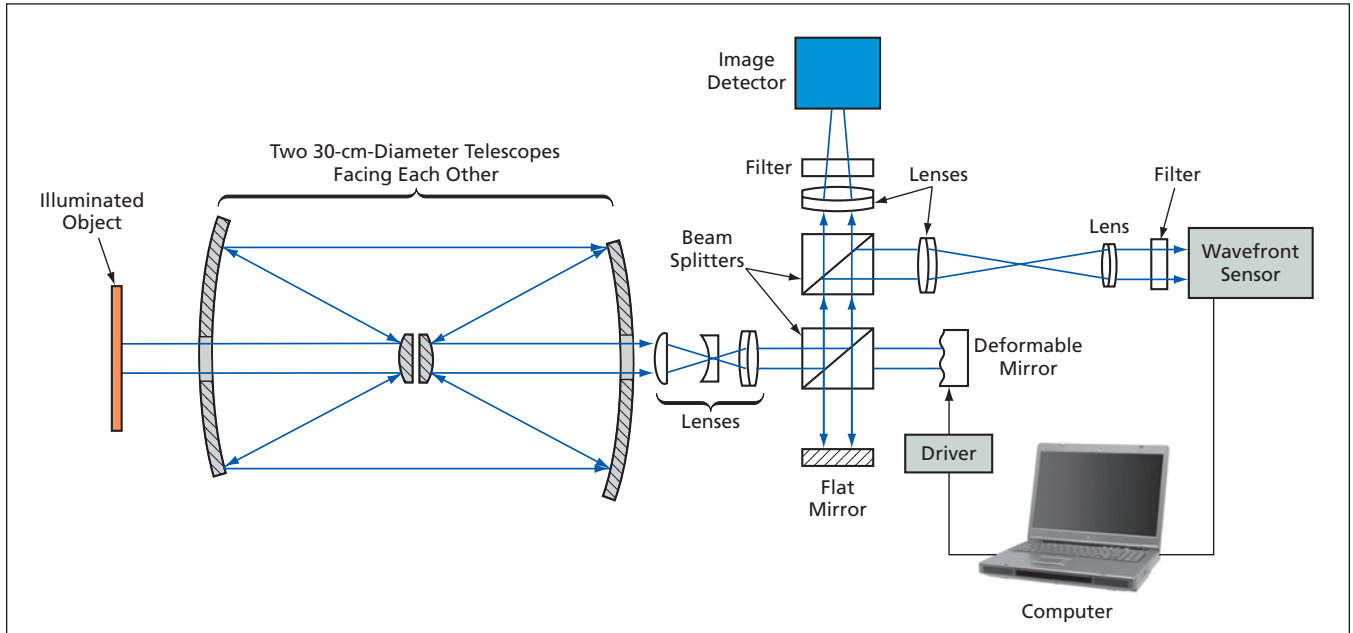 Image
Detector
Two 30-cm-Diameter Telescopes
Facing Each Other
Illuminated
Object
Filter
Lenses
Filter
Beam
Splitters
Lens
Wavefront
Sensor
Deformable
Mirror
Lenses
Driver
Flat
Mirror
Computer